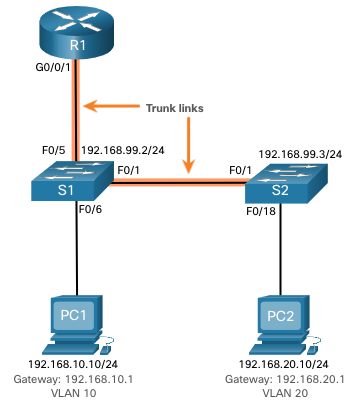 R1
G0/0/1
Trunk links
F0/5
192.168.99.2/24
F0/1
S1
F0/6
F0/1
192.168.99.3/24
S2
F0/18
PC1
192.168.10.10/24
Gateway: 192.168.10.1
VLAN 10
PC2
192.168.20.10/24
Gateway: 192.168.20.1
VLAN 20